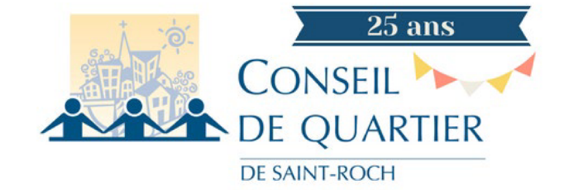 25 ans
CONSEIL
DE QUARTIER
DE SAINT-ROCH